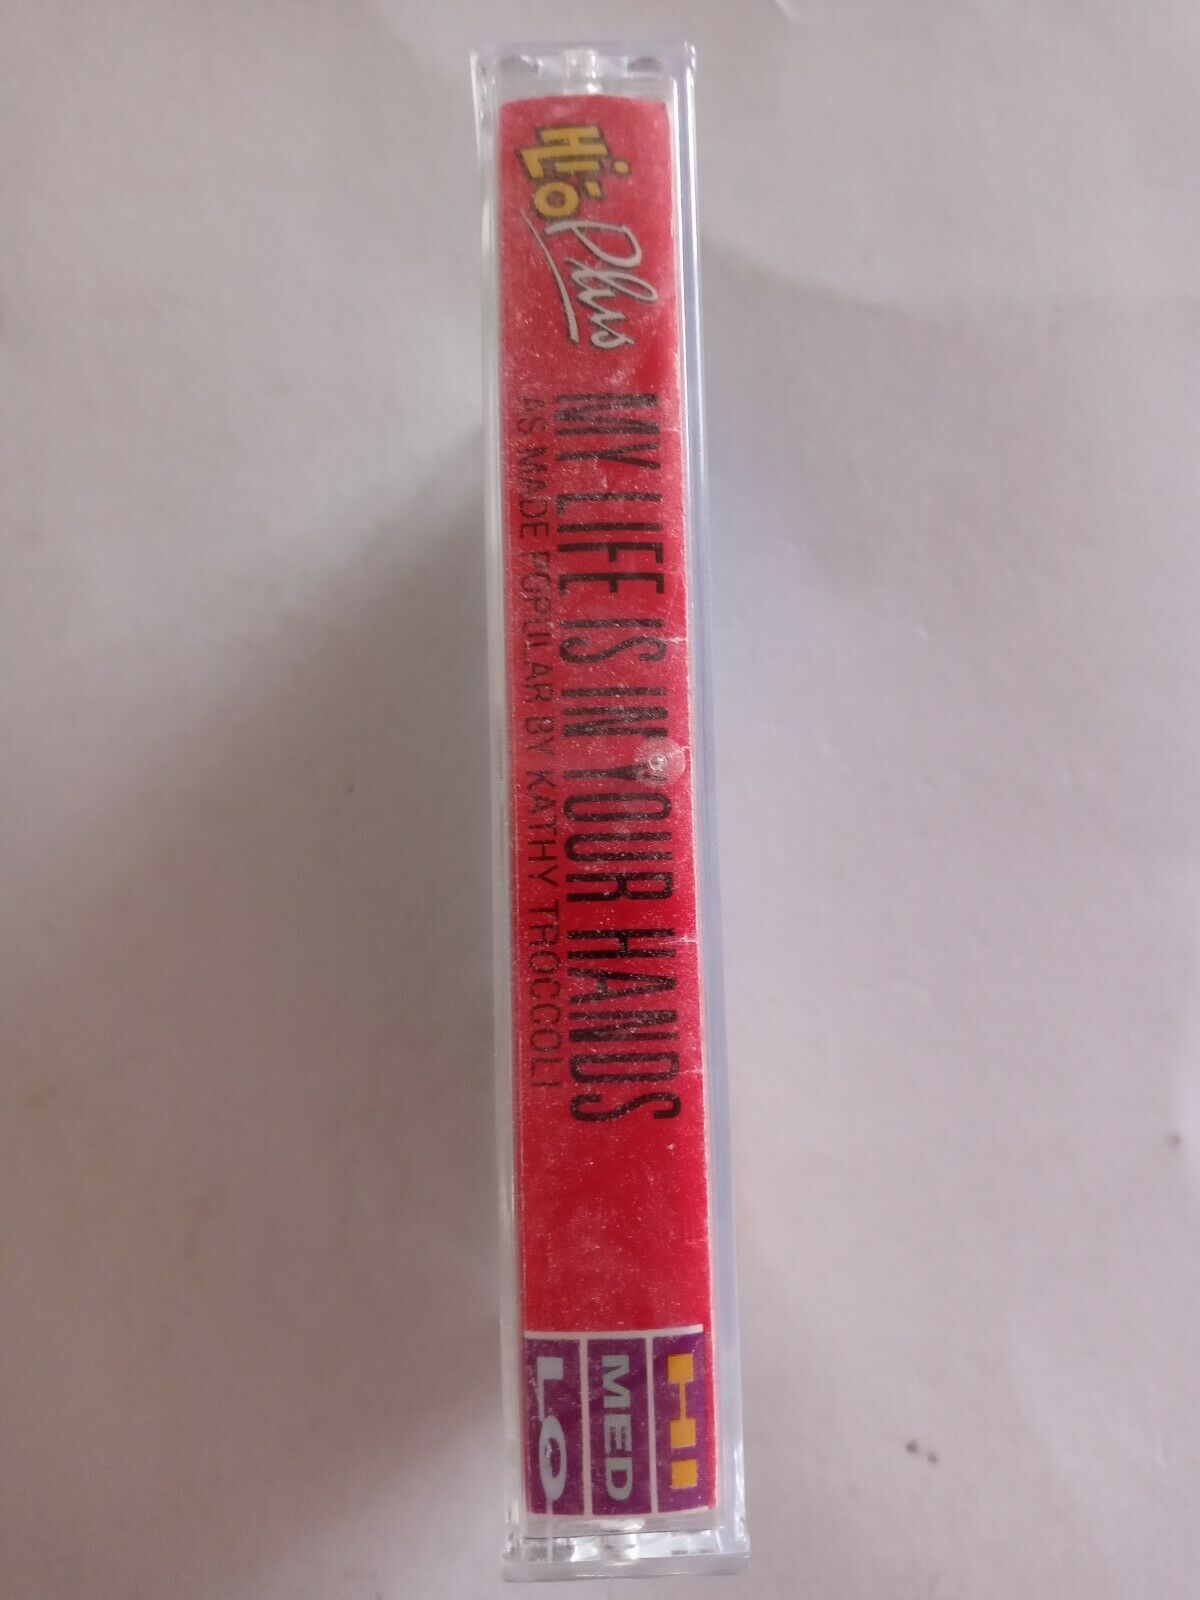 Hi-Lo Plus
MY LIFE IS IN YOUR HANDS
AS MADE POPULAR BY KATHY TROCCOLI
HI
MED
LO